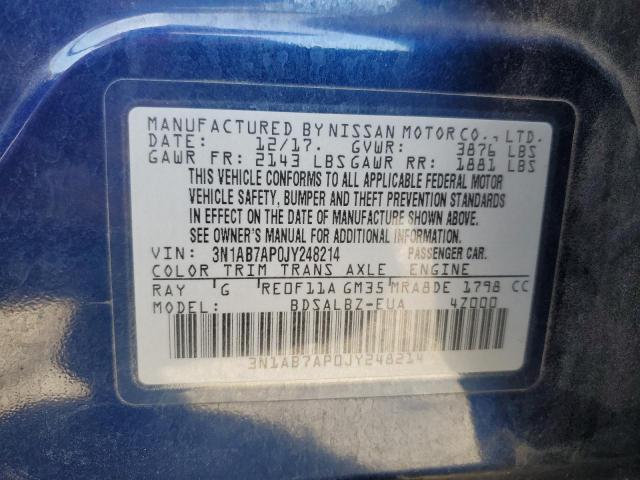 MANUFACTURED BY NISSAN MOTOR CO., LTD.
DATE: 12/17. GVWR: 3876 LBS
GAWR FR: 2143 LBS GAWR RR: 1881 LBS
THIS VEHICLE CONFORMS TO ALL APPLICABLE FEDERAL MOTOR
VEHICLE SAFETY, BUMPER AND THEFT PREVENTION STANDARDS
IN EFFECT ON THE DATE OF MANUFACTURE SHOWN ABOVE.
SEE OWNER'S MANUAL FOR ADDITIONAL INFORMATION.
VIN: 3N1AB7AP0JY248214 PASSENGER CAR.
COLOR TRIM TRANS AXLE ENGINE
RAY G RE0F11A GM35 MRA8DE 1798 CC
MODEL: BDSALBZ-EUA 4Z000
3N1AB7AP0JY248214